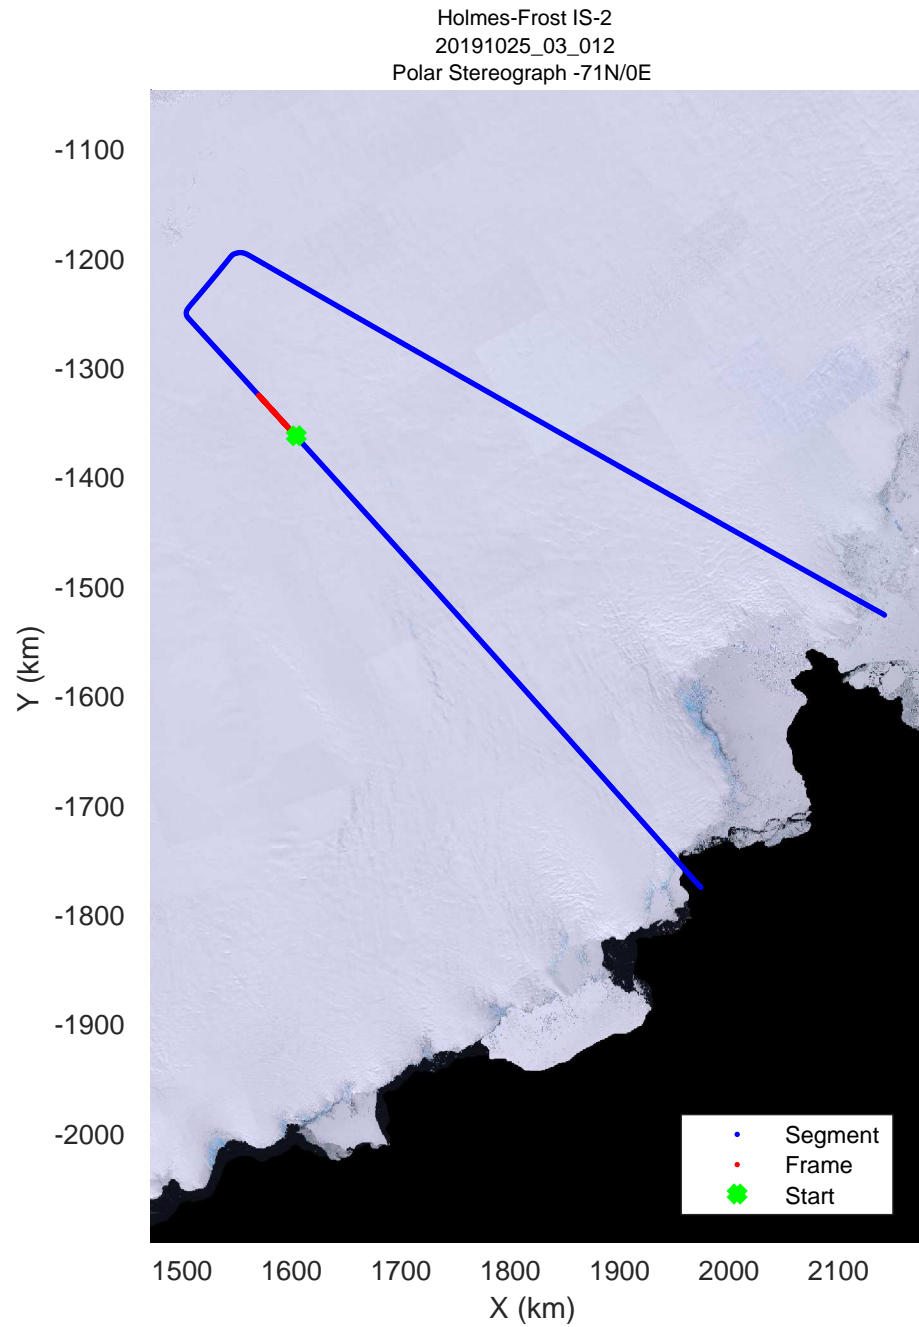 Holmes-Frost IS-2
20191025_03_012
Polar Stereograph -71N/0E
-1100
-1200
-1300
-1400
-1500
-1600
-1700
-1800
-1900
-2000
Y (km)
Segment
Frame
Start
1500 1600 1700 1800 1900 2000 2100
X (km)